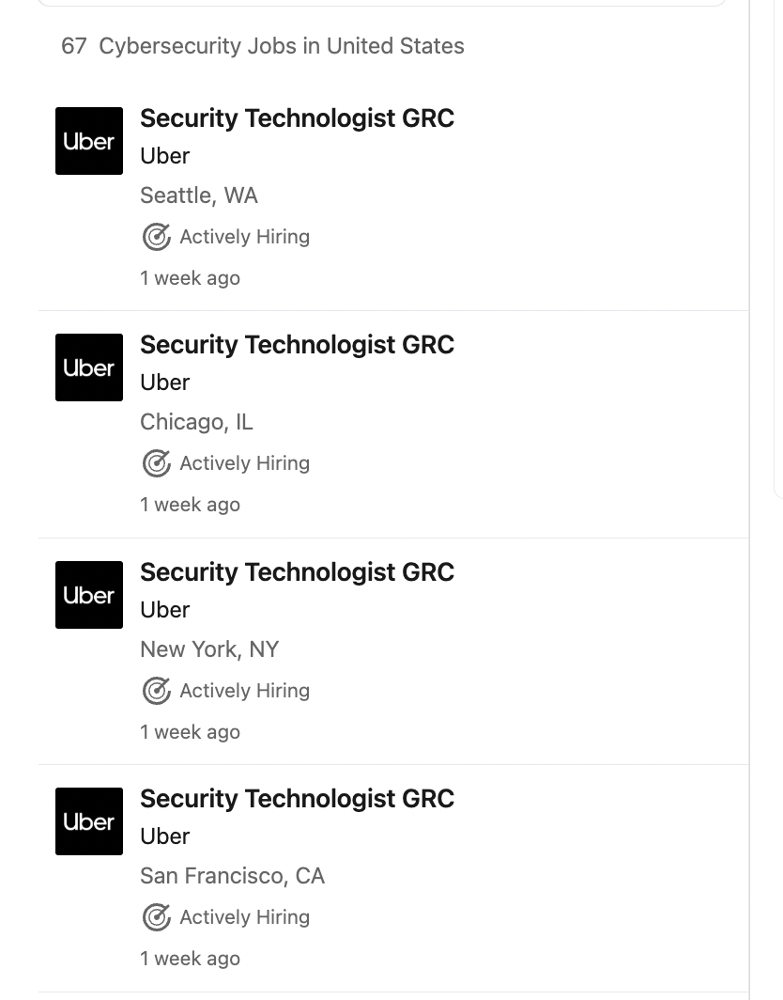 67 Cybersecurity Jobs in United States
Uber
Security Technologist GRC
Uber
Seattle, WA
Actively Hiring
1 week ago
Uber
Security Technologist GRC
Uber
Chicago, IL
Actively Hiring
1 week ago
Uber
Security Technologist GRC
Uber
New York, NY
Actively Hiring
1 week ago
Uber
Security Technologist GRC
Uber
San Francisco, CA
Actively Hiring
1 week ago